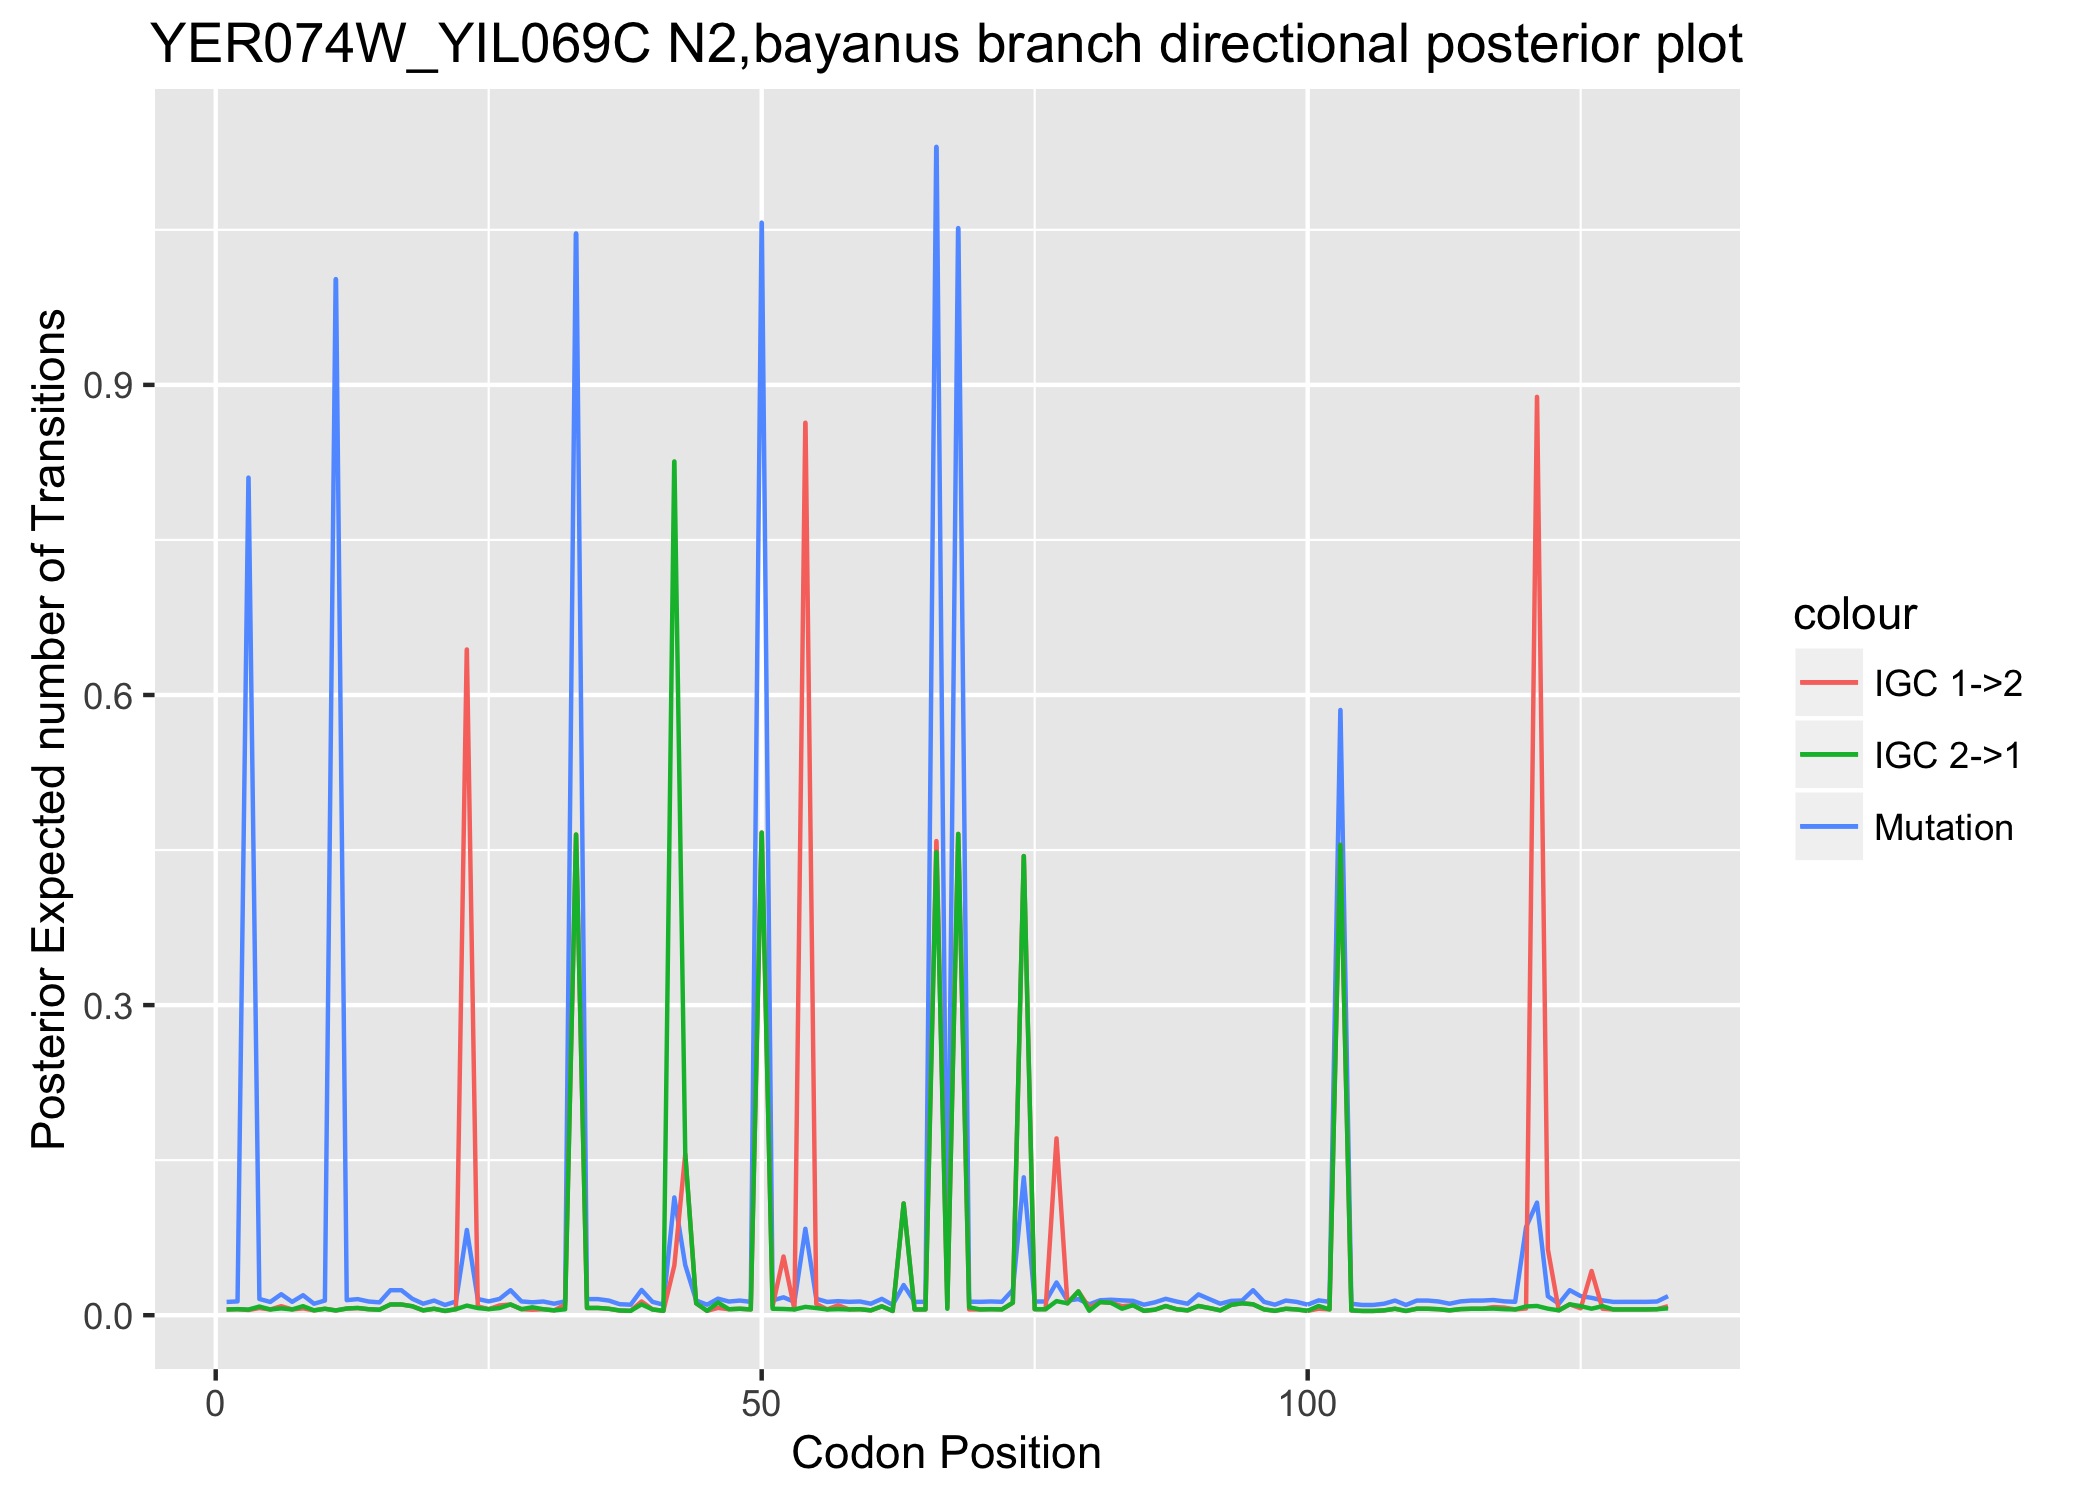 YER074W_YIL069C N2,bayanus branch directional posterior plot
Posterior Expected number of Transitions
0.9
0.6
0.3
0.0
0
50
100
Codon Position
colour
IGC 1->2
IGC 2->1
Mutation